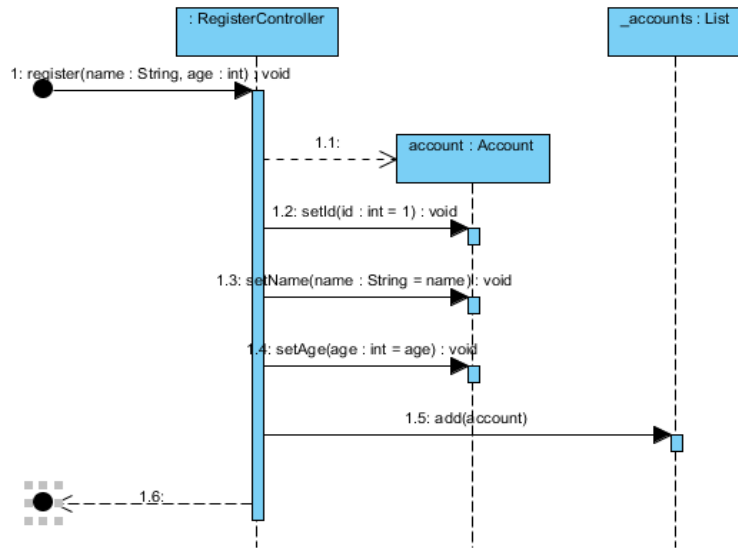 : RegisterController
_accounts : List
1: register(name : String, age : int) : void
1.1:
account : Account
1.2: setId(id : int = 1) : void
1.3: setName(name : String = name) : void
1.4: setAge(age : int = age) : void
1.5: add(account)
1.6: